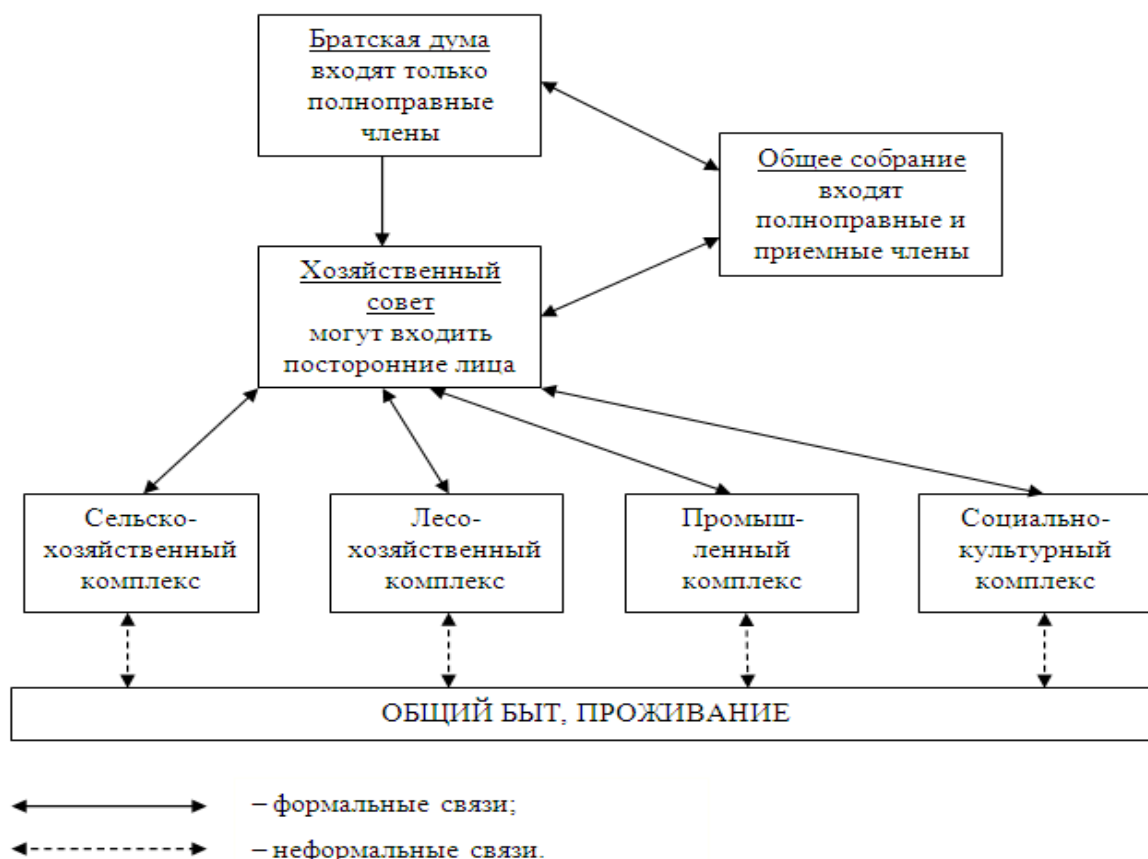 Братская дума
входят только
полноправные
члены
Общее собрание
входят
полноправные и
приемные члены
Хозяйственный
совет
могут входить
посторонние лица
Сельско-
хозяйственный
комплекс
Лесо-
хозяйственный
комплекс
Промыш-
ленный
комплекс
Социально-
культурный
комплекс
ОБЩИЙ БЫТ, ПРОЖИВАНИЕ
– формальные связи;
– неформальные связи.